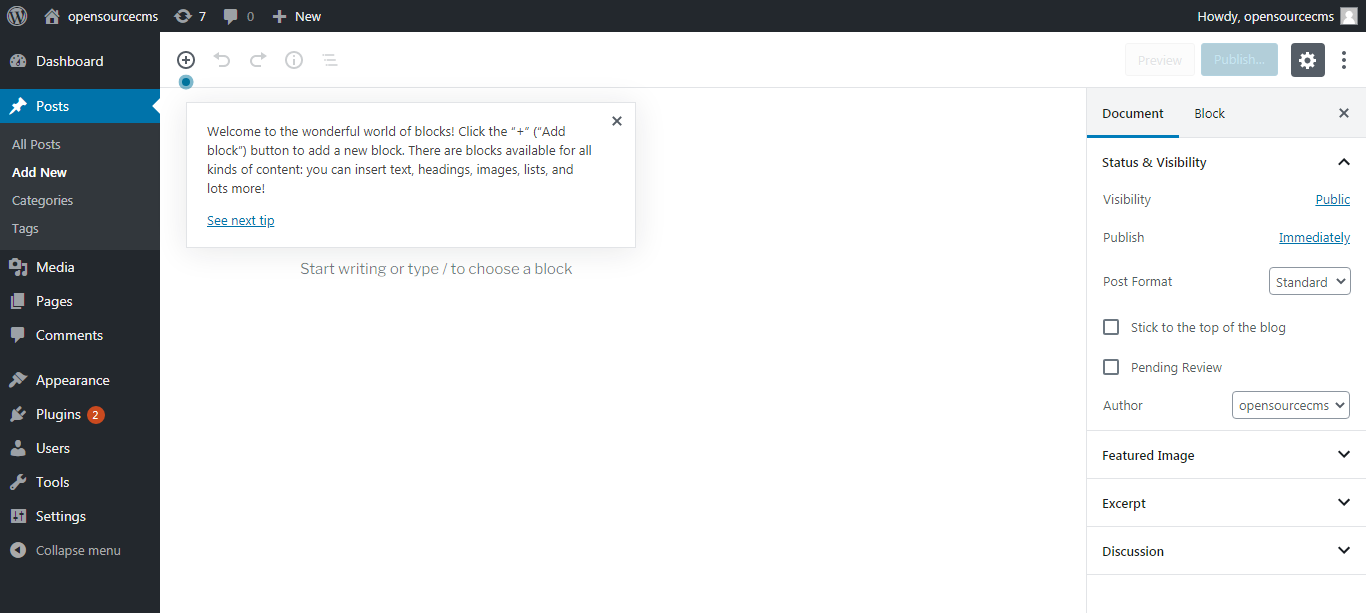 opensourcecms 7 0 New Howdy, opensourcecms
Dashboard
Posts
All Posts
Add New
Categories
Tags
Media
Pages
Comments
Appearance
Plugins 2
Users
Tools
Settings
Collapse menu
Preview Publish...
Welcome to the wonderful world of blocks! Click the “+” (“Add
block”) button to add a new block. There are blocks available for all
kinds of content: you can insert text, headings, images, lists, and
lots more!
See next tip
Start writing or type / to choose a block
Document Block
Status & Visibility
Visibility Public
Publish Immediately
Post Format Standard
Stick to the top of the blog
Pending Review
Author opensourcecms
Featured Image
Excerpt
Discussion